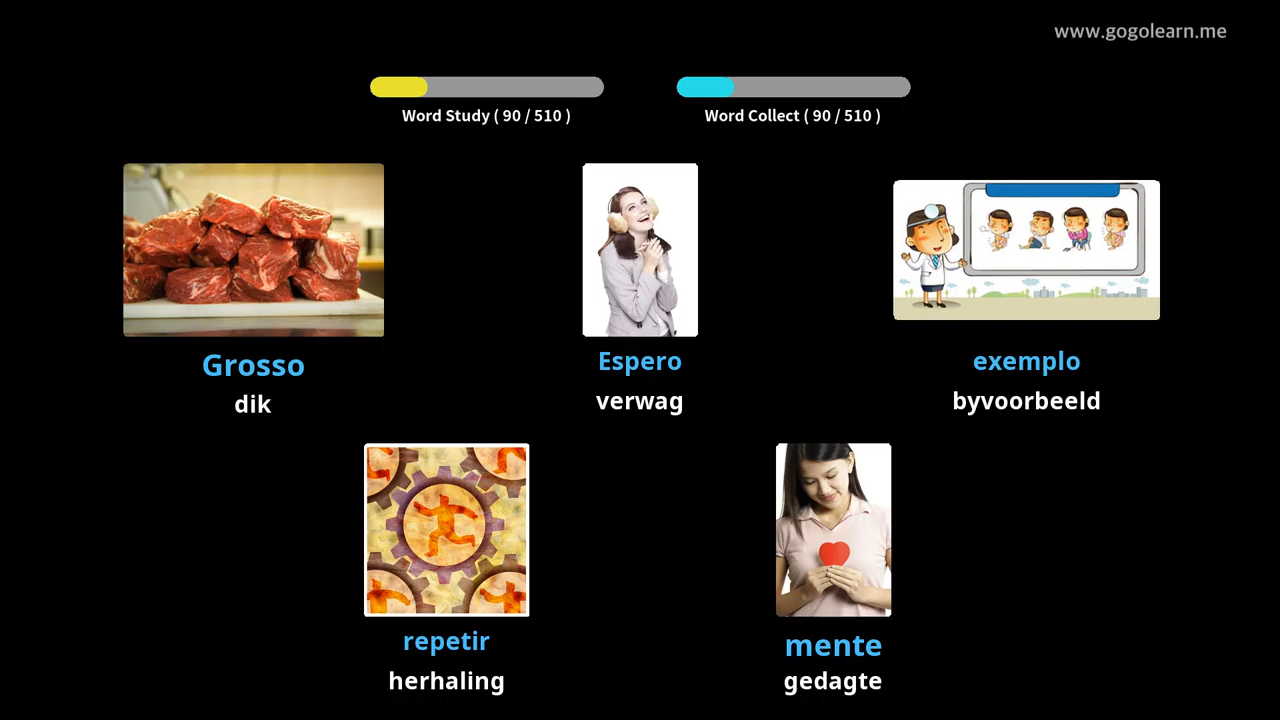 www.gogolearn.me
Word Study ( 90 / 510 )
Word Collect ( 90 / 510 )
Grosso
dik
Espero
verwag
exemplo
byvoorbeeld
repetir
herhaling
mente
gedagte